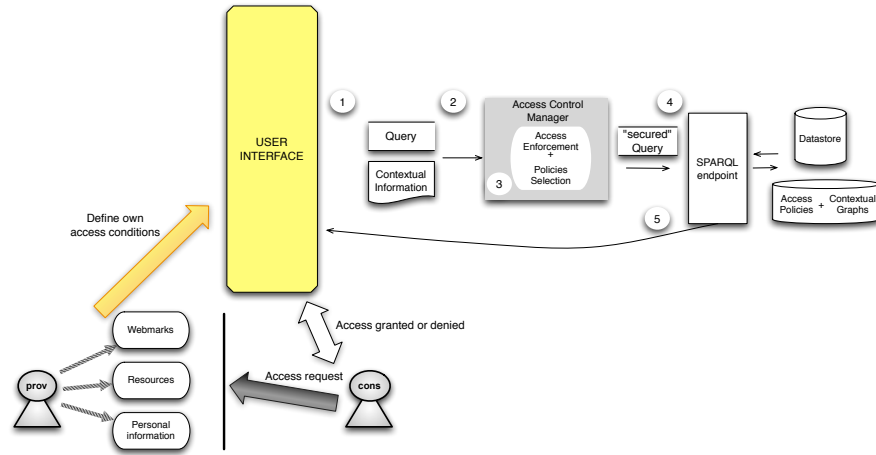 USER
INTERFACE
1
2
Query
Contextual
Information
Access Control
Manager
Access
Enforcement
+
Policies
Selection
3
4
"secured"
Query
SPARQL
endpoint
Datastore
Access
Policies
+
Contextual
Graphs
5
Define own
access conditions
Access granted or denied
Webmarks
Resources
Personal
information
prov
Access request
cons